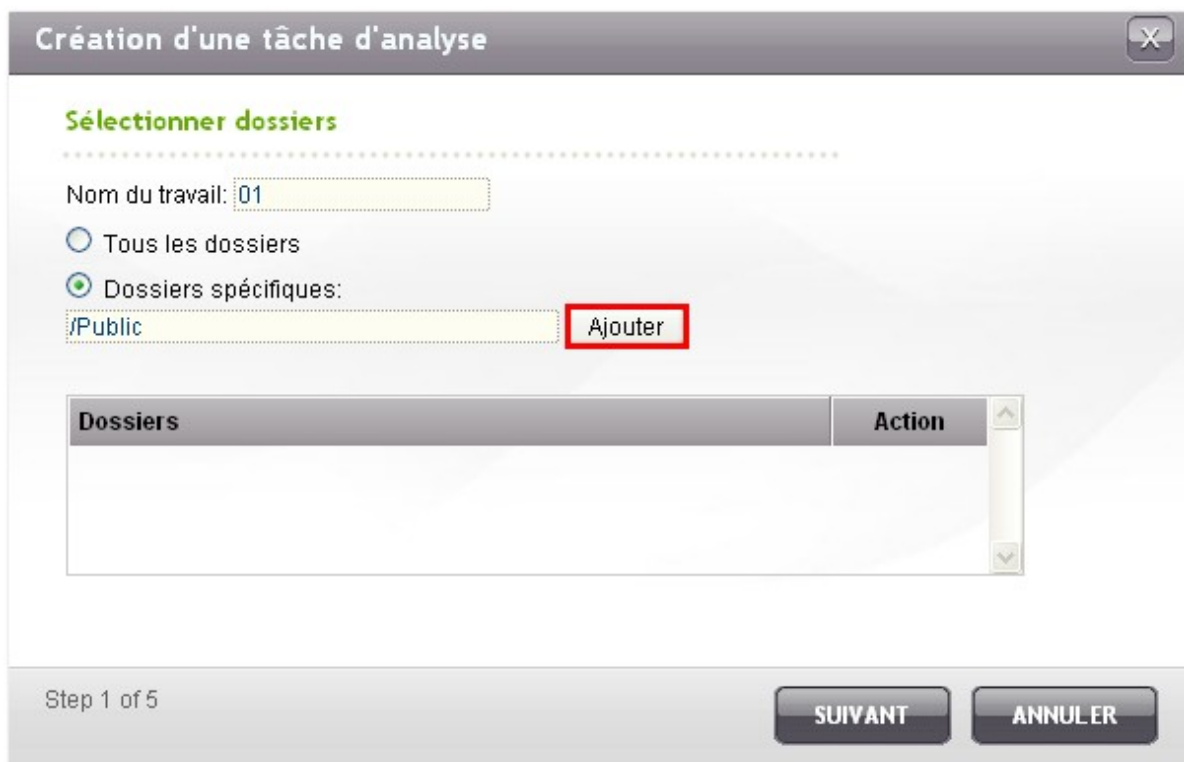 Création d'une tâche d'analyse X
Sélectionner dossiers
Nom du travail: 01
Tous les dossiers
Dossiers spécifiques:
/Public Ajouter
Dossiers Action
Step 1 of 5 SUIVANT ANNULER